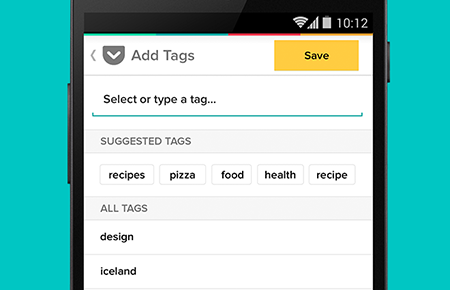 10:12
Add Tags
Save
Select or type a tag...
SUGGESTED TAGS
recipes pizza food health recipe
ALL TAGS
design
iceland